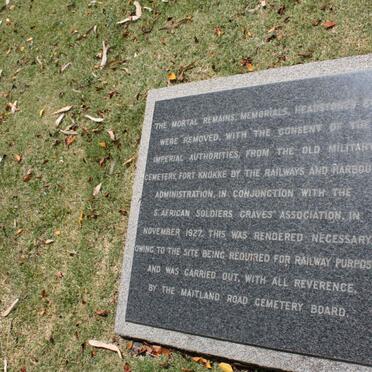 THE MORTAL REMAINS, MEMORIALS, HEADSTONES
WERE REMOVED, WITH THE CONSENT OF THE
IMPERIAL AUTHORITIES, FROM THE OLD MILITARY
CEMETERY, FORT KNOKKE BY THE RAILWAYS AND HARBOU
ADMINISTRATION, IN CONJUNCTION WITH THE
S. AFRICAN SOLDIERS GRAVES' ASSOCIATION, IN
NOVEMBER 1927. THIS WAS RENDERED NECESSARY
OWING TO THE SITE BEING REQUIRED FOR RAILWAY PURPOS
AND WAS CARRIED OUT, WITH ALL REVERENCE,
BY THE MAITLAND ROAD CEMETERY BOARD.